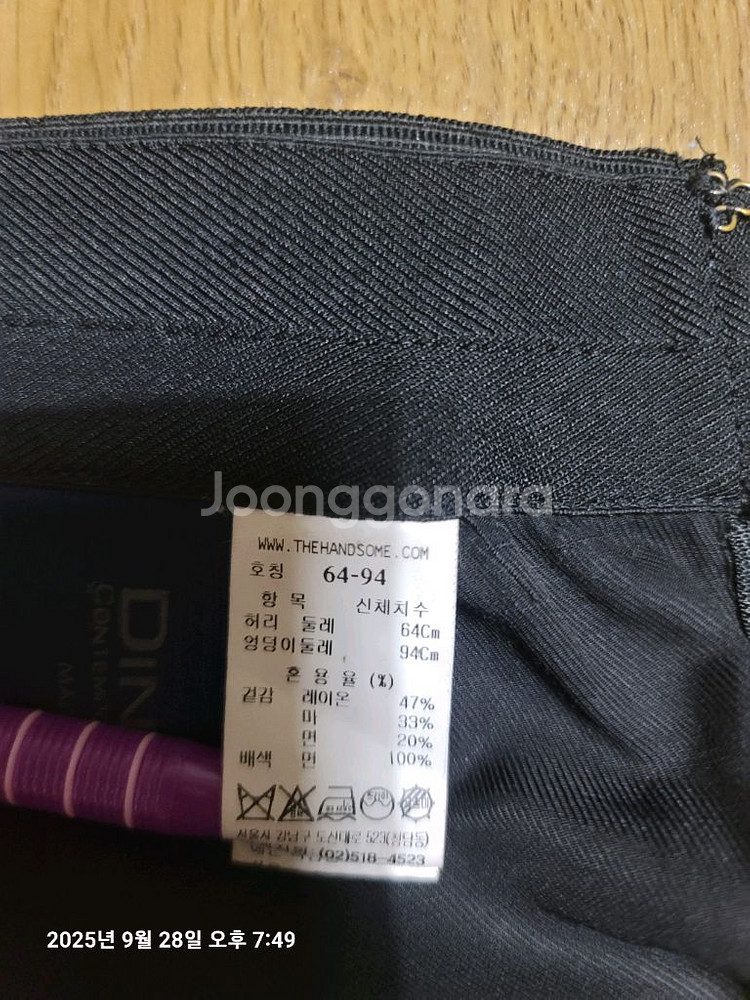 Joonggonara
WWW.THEHANDSOME.COM
호칭 64-94
항 목 신체치수
허리 둘레 64Cm
엉덩이둘레 94Cm
혼 용 율 (%)
겉감 레이온 47%
마 33%
면 20%
배색 면 100%
서울시 강남구 도산대로 523(청담동)
(02)518-4523
DIN
CONTEM
MA
2025년 9월 28일 오후 7:49